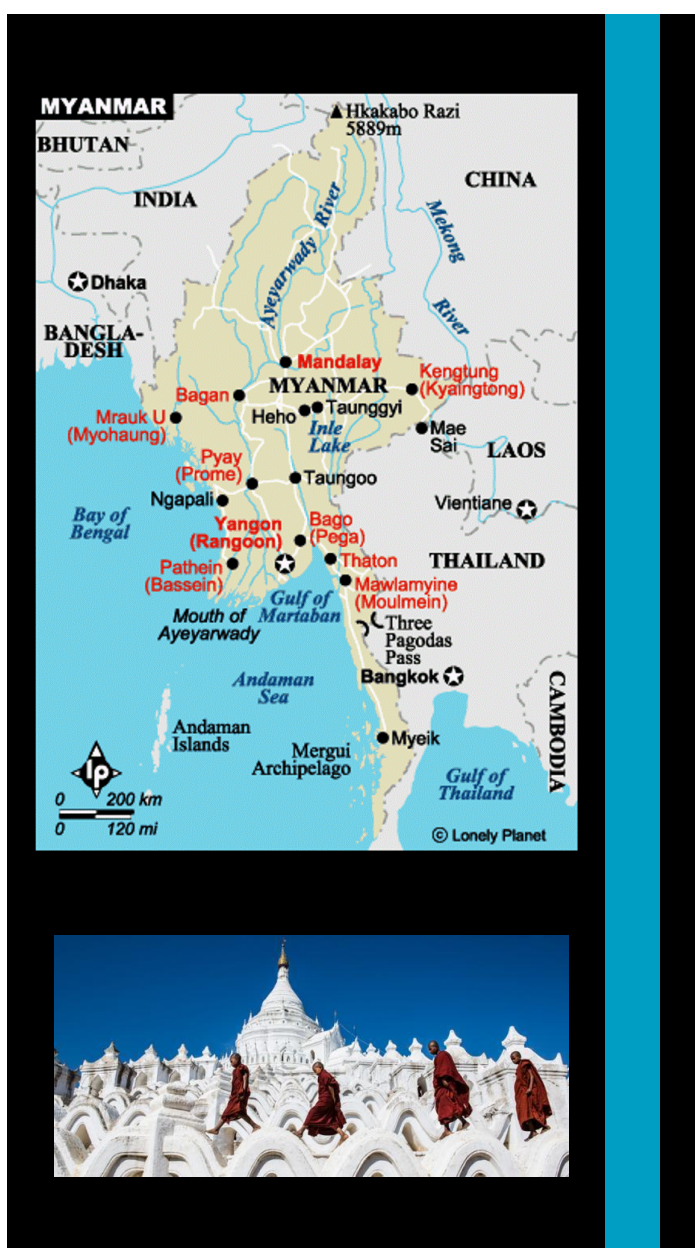 MYANMAR
Hkakabo Razi
5889m
BHUTAN
CHINA
INDIA
Ayeyarwady River
Mekong
River
Dhaka
BANGLA-
DESH
Mandalay
Kengtung
(Kyaingtong)
MYANMAR
Bagan
Heho
Taunggyi
Mrauk U
(Myohaung)
Inle
Lake
Mae
Sai
LAOS
Pyay
(Prome)
Taungoo
Ngapali
Vientiane
Bay of
Bengal
Yangon
(Rangoon)
Bago
(Pega)
Pathein
(Bassein)
Thaton
THAILAND
Mawlamyine
(Moulmein)
Gulf of
Martaban
Mouth of
Ayeyarwady
Three
Pagodas
Pass
Bangkok
Andaman
Sea
CAMBODIA
Andaman
Islands
Mergui
Archipelago
Myeik
Gulf of
Thailand
lp
0 200 km
0 120 mi
© Lonely Planet